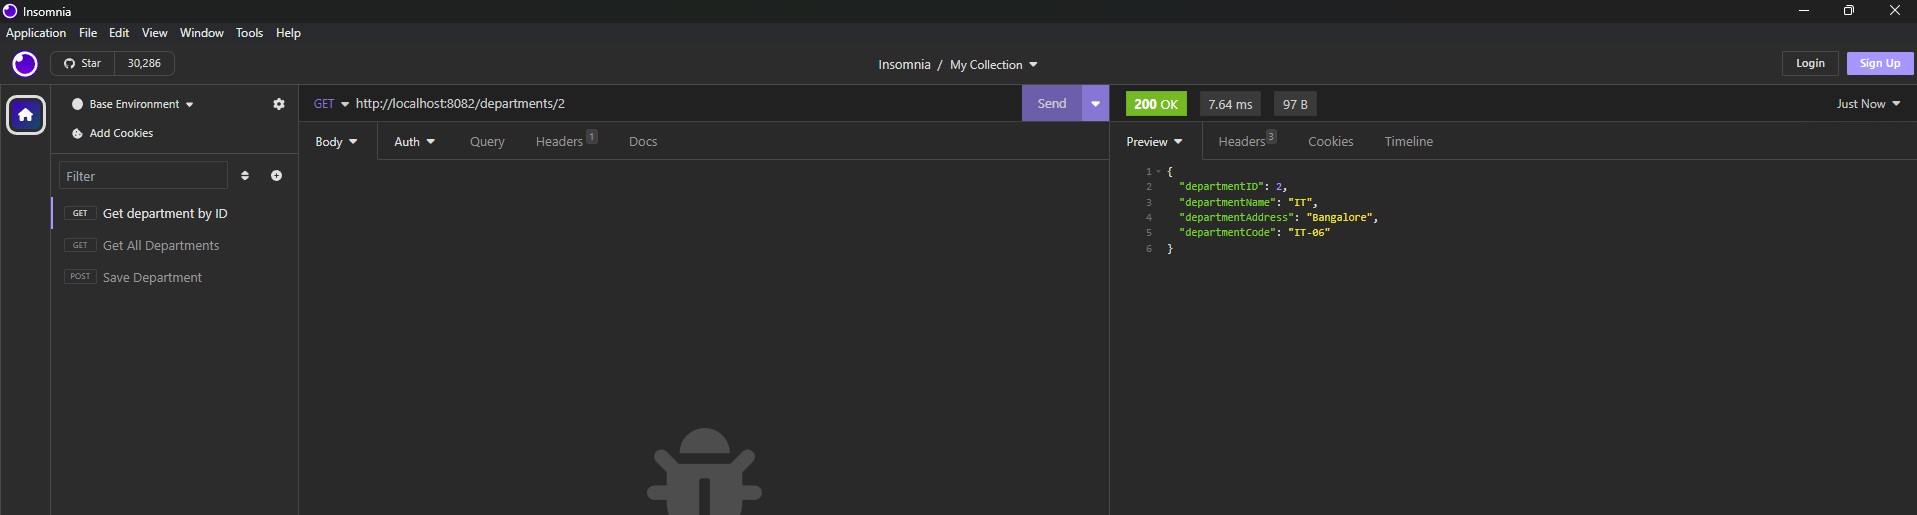 Insomnia
Application File Edit View Window Tools Help
Star 30,286
Insomnia / My Collection
Login Sign Up
Base Environment
Add Cookies
Filter
GET Get department by ID
GET Get All Departments
POST Save Department
GET http://localhost:8082/departments/2 Send
Body Auth Query Headers 1 Docs
200 OK 7.64 ms 97 B Just Now
Preview Headers 3 Cookies Timeline
1 {
2 "departmentID": 2,
3 "departmentName": "IT",
4 "departmentAddress": "Bangalore",
5 "departmentCode": "IT-06"
6 }